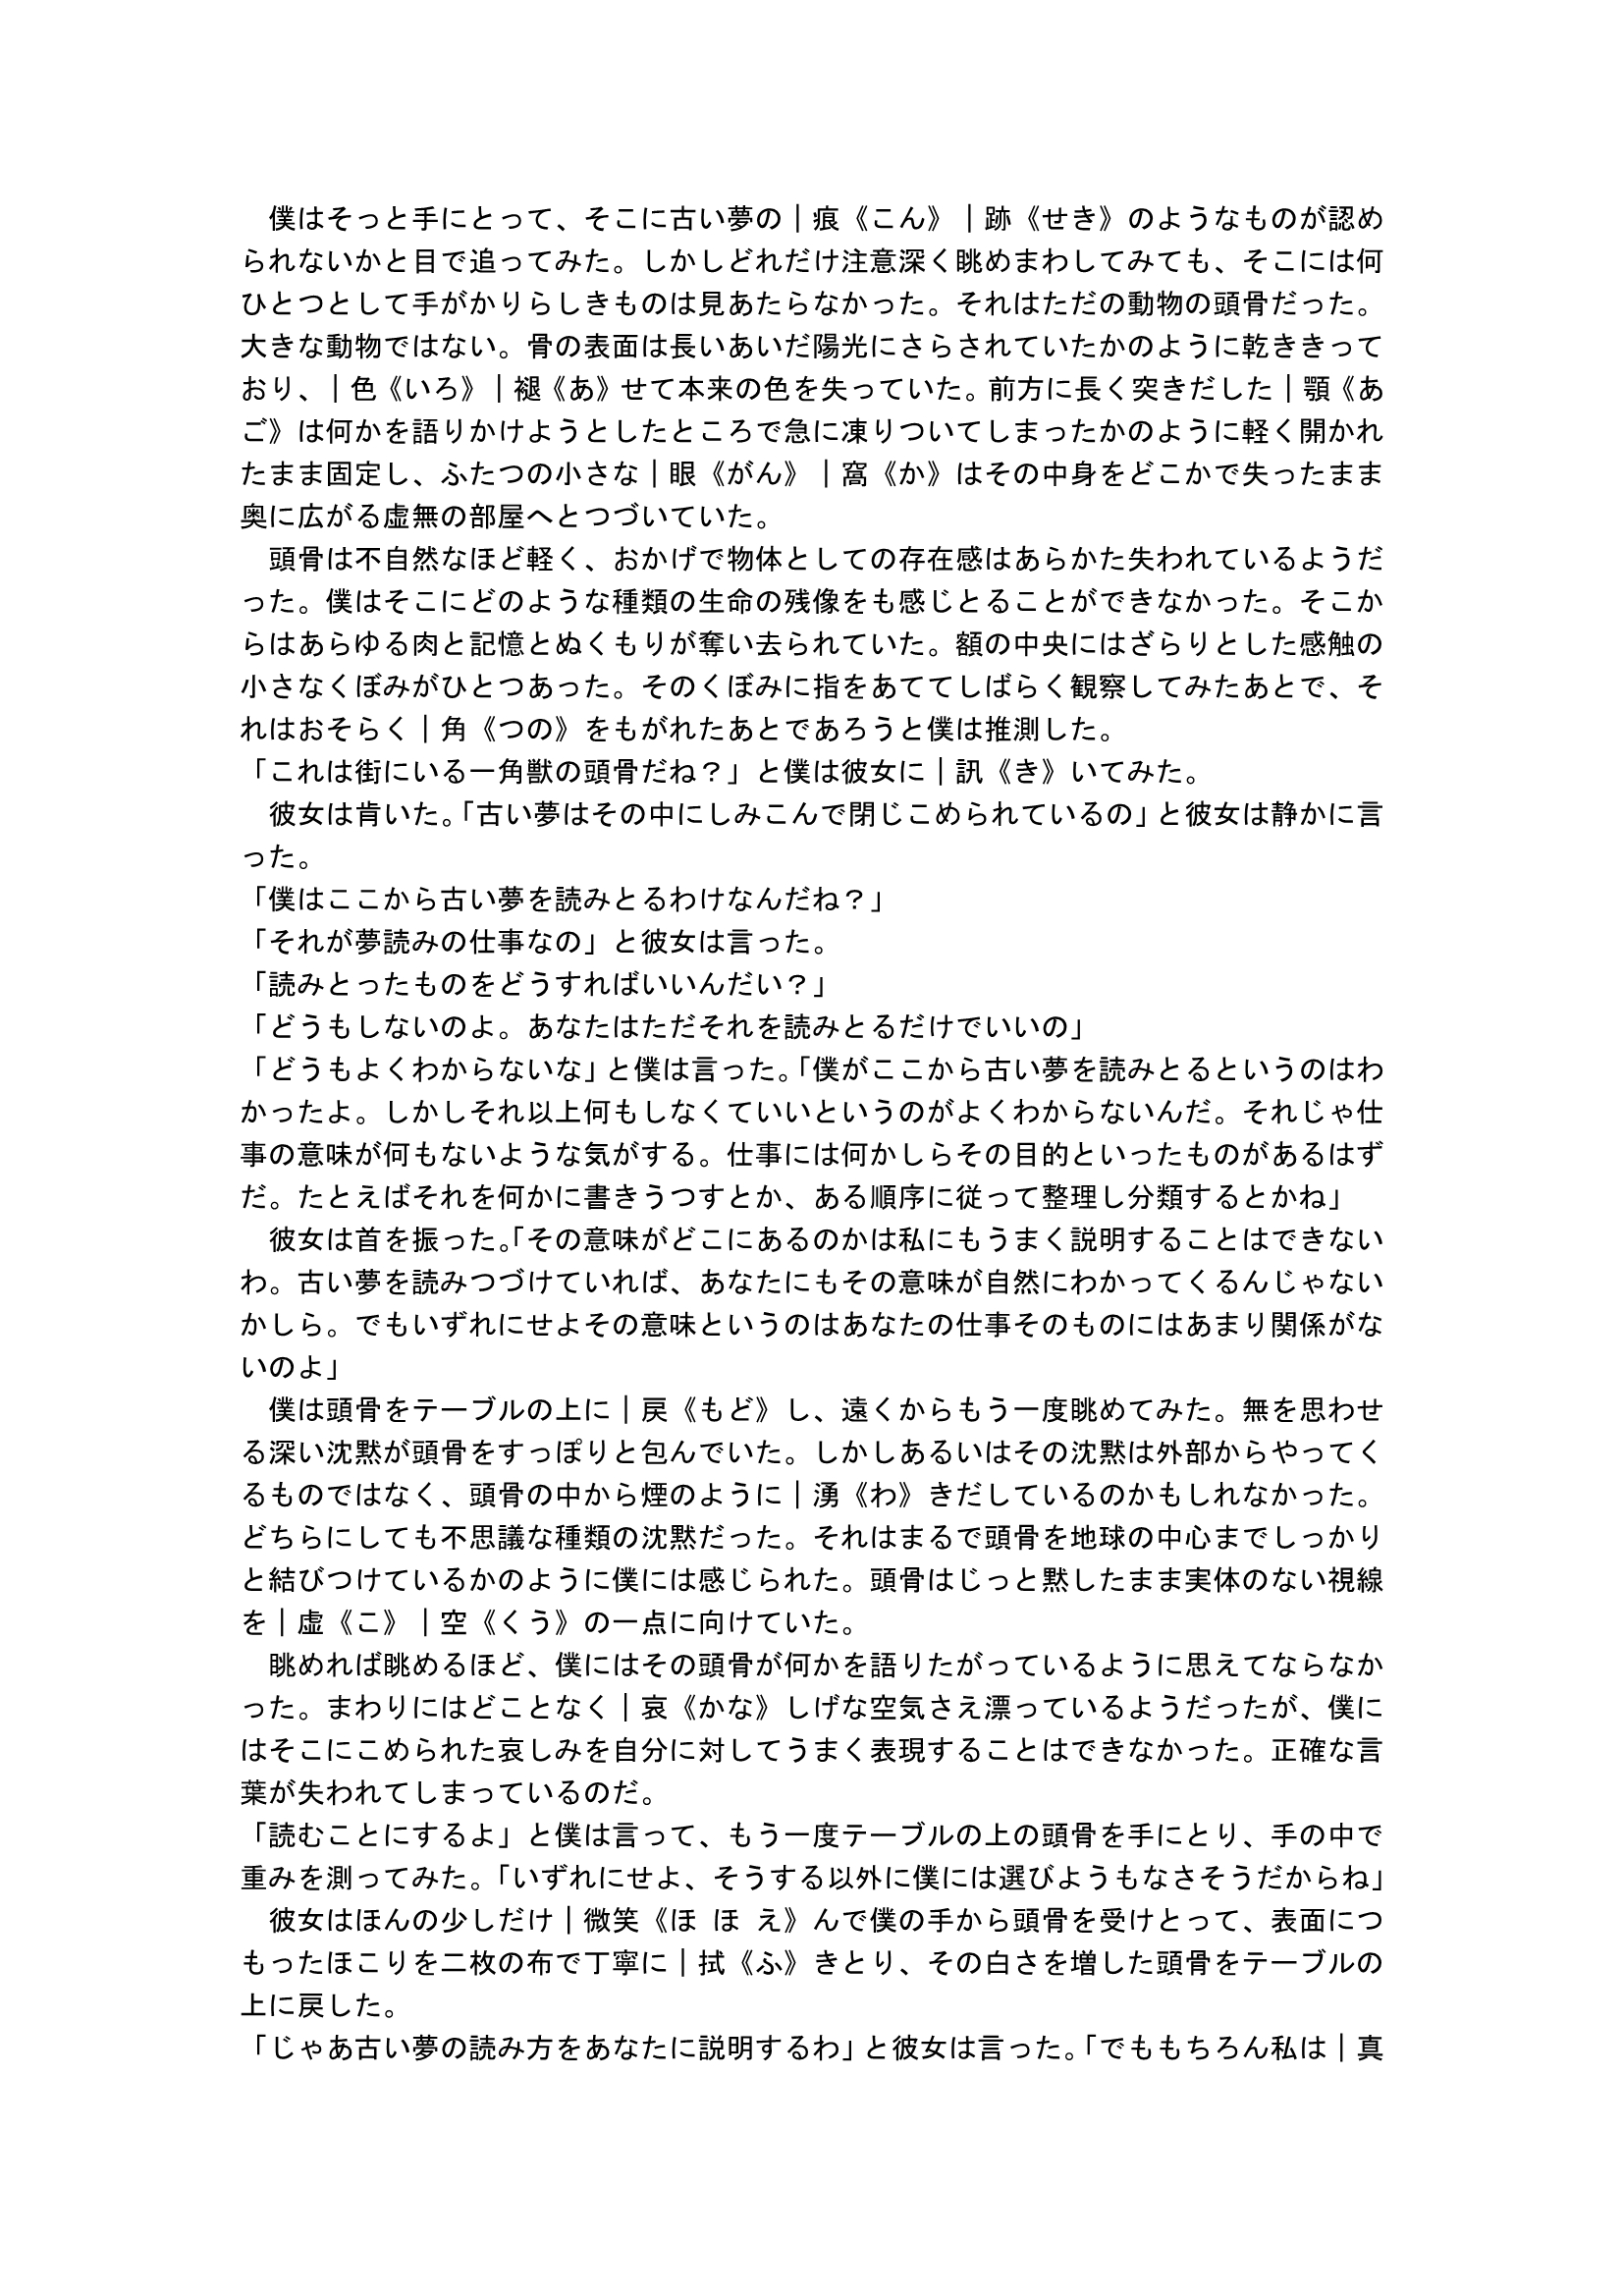 僕はそっと手にとって、そこに古い夢の｜痕《こん》｜跡《せき》のようなものが認め
られないかと目で追ってみた。しかしどれだけ注意深く眺めまわしてみても、そこには何
ひとつとして手がかりらしきものは見あたらなかった。それはただの動物の頭骨だった。
大きな動物ではない。骨の表面は長いあいだ陽光にさらされていたかのように乾ききって
おり、｜色《いろ》｜褪《あ》せて本来の色を失っていた。前方に長く突きだした｜顎《あ
ご》は何かを語りかけようとしたところで急に凍りついてしまったかのように軽く開かれ
たまま固定し、ふたつの小さな｜眼《がん》｜窩《か》はその中身をどこかで失ったまま
奥に広がる虚無の部屋へとつづいていた。
　頭骨は不自然なほど軽く、おかげで物体としての存在感はあらかた失われているようだ
った。僕はそこにどのような種類の生命の残像をも感じとることができなかった。そこか
らはあらゆる肉と記憶とぬくもりが奪い去られていた。額の中央にはざらりとした感触の
小さなくぼみがひとつあった。そのくぼみに指をあててしばらく観察してみたあとで、そ
れはおそらく｜角《つの》をもがれたあとであろうと僕は推測した。
「これは街にいる一角獣の頭骨だね？」と僕は彼女に｜訊《き》いてみた。
　彼女は肯いた。「古い夢はその中にしみこんで閉じこめられているの」と彼女は静かに言
った。
「僕はここから古い夢を読みとるわけなんだね？」
「それが夢読みの仕事なの」と彼女は言った。
「読みとったものをどうすればいいんだい？」
「どうもしないのよ。あなたはただそれを読みとるだけでいいの」
「どうもよくわからないな」と僕は言った。「僕がここから古い夢を読みとるというのはわ
かったよ。しかしそれ以上何もしなくていいというのがよくわからないんだ。それじゃ仕
事の意味が何もないような気がする。仕事には何かしらその目的といったものがあるはず
だ。たとえばそれを何かに書きうつすとか、ある順序に従って整理し分類するとかね」
　彼女は首を振った。「その意味がどこにあるのかは私にもうまく説明することはできない
わ。古い夢を読みつづけていれば、あなたにもその意味が自然にわかってくるんじゃない
かしら。でもいずれにせよその意味というのはあなたの仕事そのものにはあまり関係がな
いのよ」
　僕は頭骨をテーブルの上に｜戻《もど》し、遠くからもう一度眺めてみた。無を思わせ
る深い沈黙が頭骨をすっぽりと包んでいた。しかしあるいはその沈黙は外部からやってく
るものではなく、頭骨の中から煙のように｜湧《わ》きだしているのかもしれなかった。
どちらにしても不思議な種類の沈黙だった。それはまるで頭骨を地球の中心までしっかり
と結びつけているかのように僕には感じられた。頭骨はじっと黙したまま実体のない視線
を｜虚《こ》｜空《くう》の一点に向けていた。
　眺めれば眺めるほど、僕にはその頭骨が何かを語りたがっているように思えてならなか
った。まわりにはどことなく｜哀《かな》しげな空気さえ漂っているようだったが、僕に
はそこにこめられた哀しみを自分に対してうまく表現することはできなかった。正確な言
葉が失われてしまっているのだ。
「読むことにするよ」と僕は言って、もう一度テーブルの上の頭骨を手にとり、手の中で
重みを測ってみた。「いずれにせよ、そうする以外に僕には選びようもなさそうだからね」
　彼女はほんの少しだけ｜微笑《ほ ほ え》んで僕の手から頭骨を受けとって、表面につ
もったほこりを二枚の布で丁寧に｜拭《ふ》きとり、その白さを増した頭骨をテーブルの
上に戻した。
「じゃあ古い夢の読み方をあなたに説明するわ」と彼女は言った。「でももちろん私は｜真